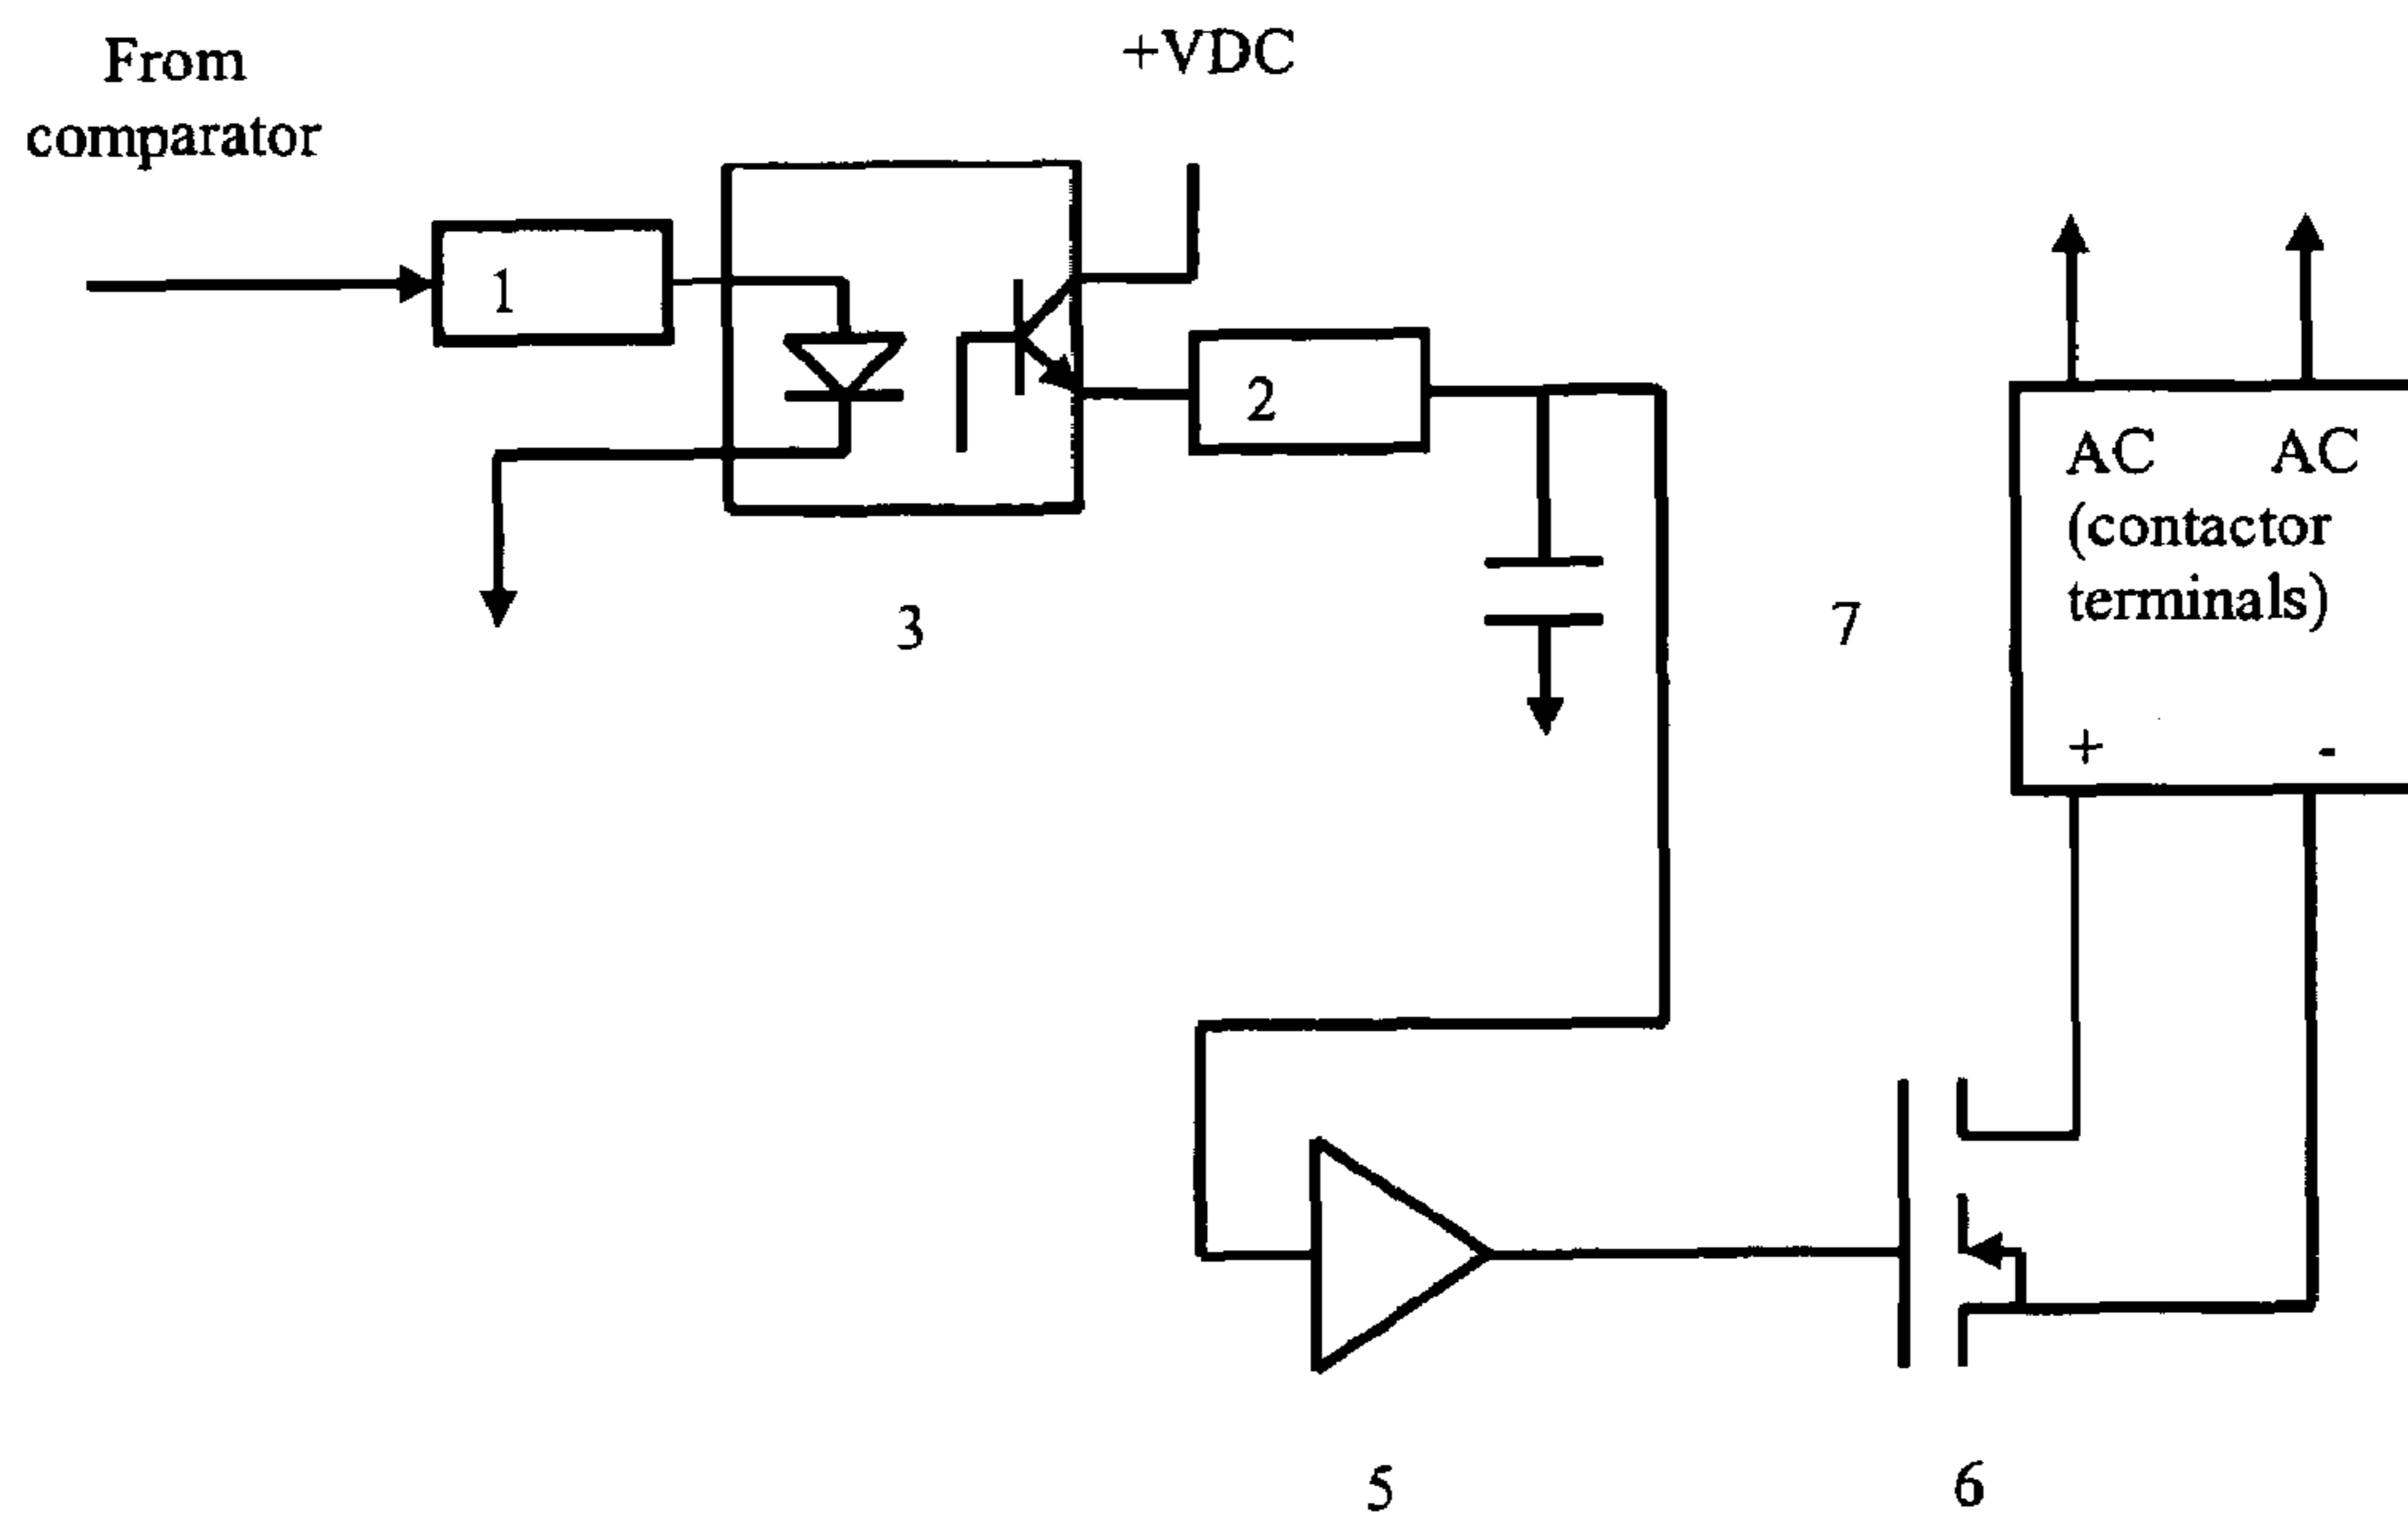 From
comparator
+VDC
1
2
3
7
AC AC
(contactor
terminals)
+ -
5
6